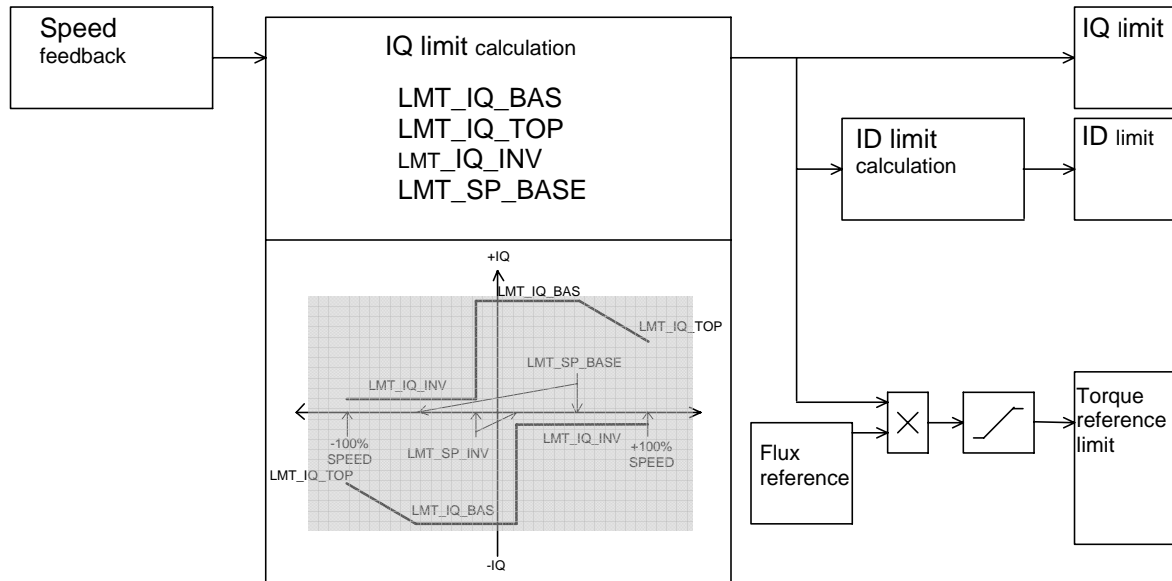 Speed
feedback
IQ limit calculation
LMT_IQ_BAS
LMT_IQ_TOP
LMT_IQ_INV
LMT_SP_BASE
IQ limit
ID limit
calculation
ID limit
+IQ
LMT_IQ_BAS
LMT_IQ_TOP
LMT_SP_BASE
LMT_IQ_INV
LMT_IQ_INV
-100%
SPEED
LMT_SP_INV
+100%
SPEED
LMT_IQ_TOP
LMT_IQ_BAS
-IQ
Flux
reference
Torque
reference
limit